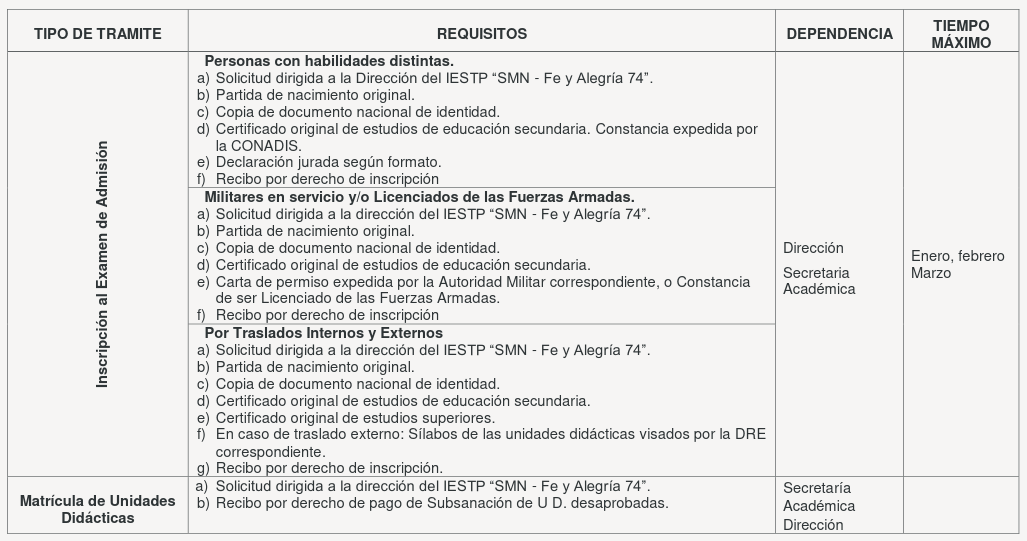 TIPO DE TRAMITE
REQUISITOS
DEPENDENCIA
TIEMPO
MÁXIMO
Inscripción al Examen de Admisión
Personas con habilidades distintas.
a) Solicitud dirigida a la Dirección del IESTP “SMN - Fe y Alegría 74”.
b) Partida de nacimiento original.
c) Copia de documento nacional de identidad.
d) Certificado original de estudios de educación secundaria. Constancia expedida por
la CONADIS.
e) Declaración jurada según formato.
f) Recibo por derecho de inscripción
Militares en servicio y/o Licenciados de las Fuerzas Armadas.
a) Solicitud dirigida a la dirección del IESTP “SMN - Fe y Alegría 74”.
b) Partida de nacimiento original.
c) Copia de documento nacional de identidad.
d) Certificado original de estudios de educación secundaria.
e) Carta de permiso expedida por la Autoridad Militar correspondiente, o Constancia
de ser Licenciado de las Fuerzas Armadas.
f) Recibo por derecho de inscripción
Por Traslados Internos y Externos
a) Solicitud dirigida a la dirección del IESTP “SMN - Fe y Alegría 74”.
b) Partida de nacimiento original.
c) Copia de documento nacional de identidad.
d) Certificado original de estudios de educación secundaria.
e) Certificado original de estudios superiores.
f) En caso de traslado externo: Sílabos de las unidades didácticas visados por la DRE
correspondiente.
g) Recibo por derecho de inscripción.
Dirección
Secretaria
Académica
Enero, febrero
Marzo
Matrícula de Unidades
Didácticas
a) Solicitud dirigida a la dirección del IESTP “SMN - Fe y Alegría 74”.
b) Recibo por derecho de pago de Subsanación de U D. desaprobadas.
Secretaría
Académica
Dirección